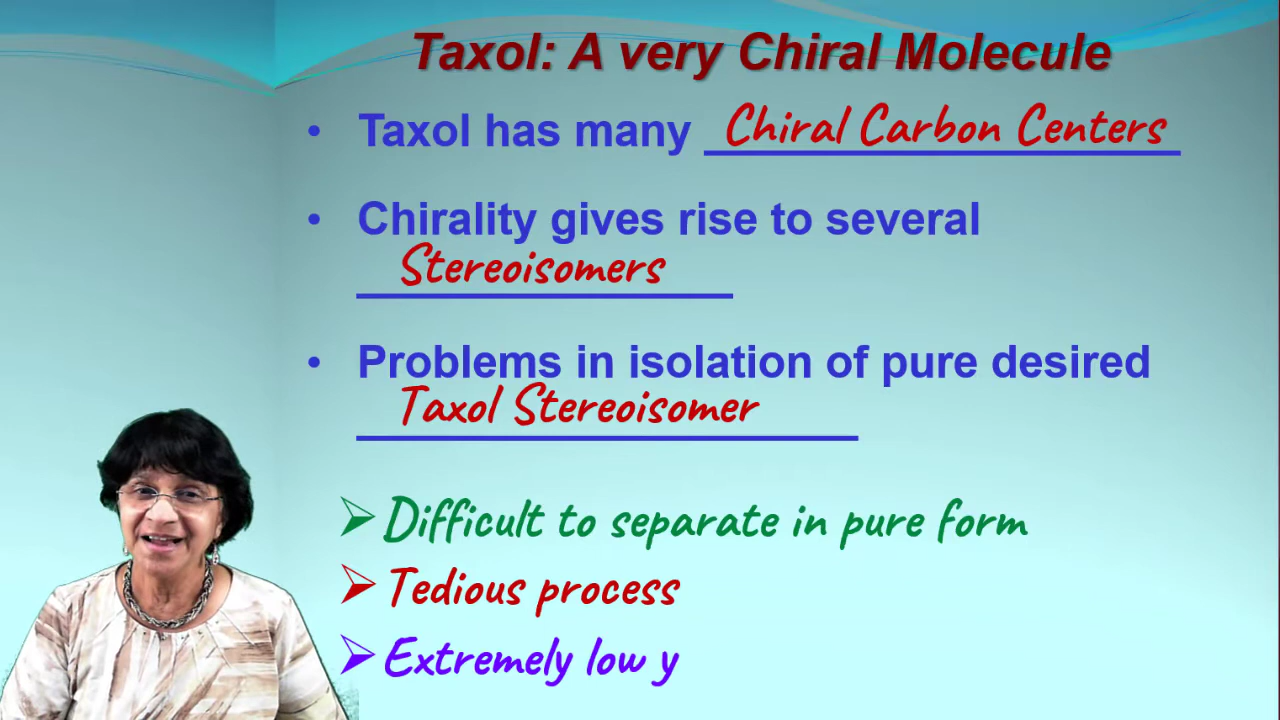 Taxol: A very Chiral Molecule
• Taxol has many Chiral Carbon Centers
• Chirality gives rise to several
Stereoisomers
• Problems in isolation of pure desired
Taxol Stereoisomer
➢ Difficult to separate in pure form
➢ Tedious process
➢ Extremely low y